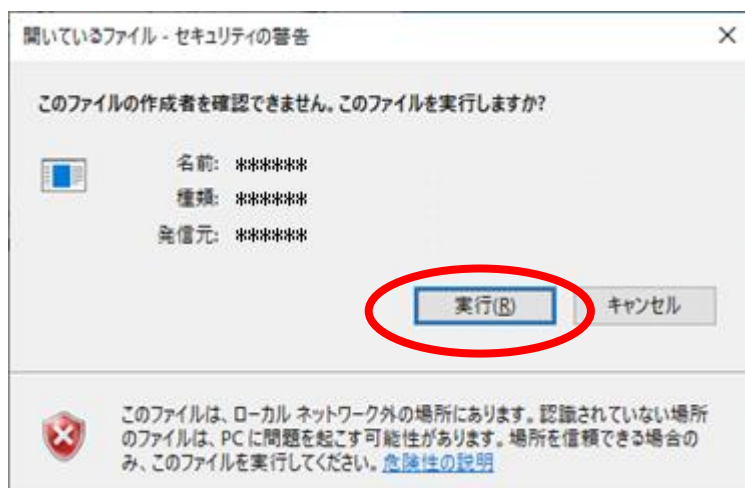 開いているファイル - セキュリティの警告
このファイルの作成者を確認できません。このファイルを実行しますか?
名前: ******
種類: ******
発信元: ******
実行(R)
キャンセル
このファイルは、ローカル ネットワーク外の場所にあります。認識されていない場所
のファイルは、PC に問題を起こす可能性があります。場所を信頼できる場合の
み、このファイルを実行してください。危険性の説明